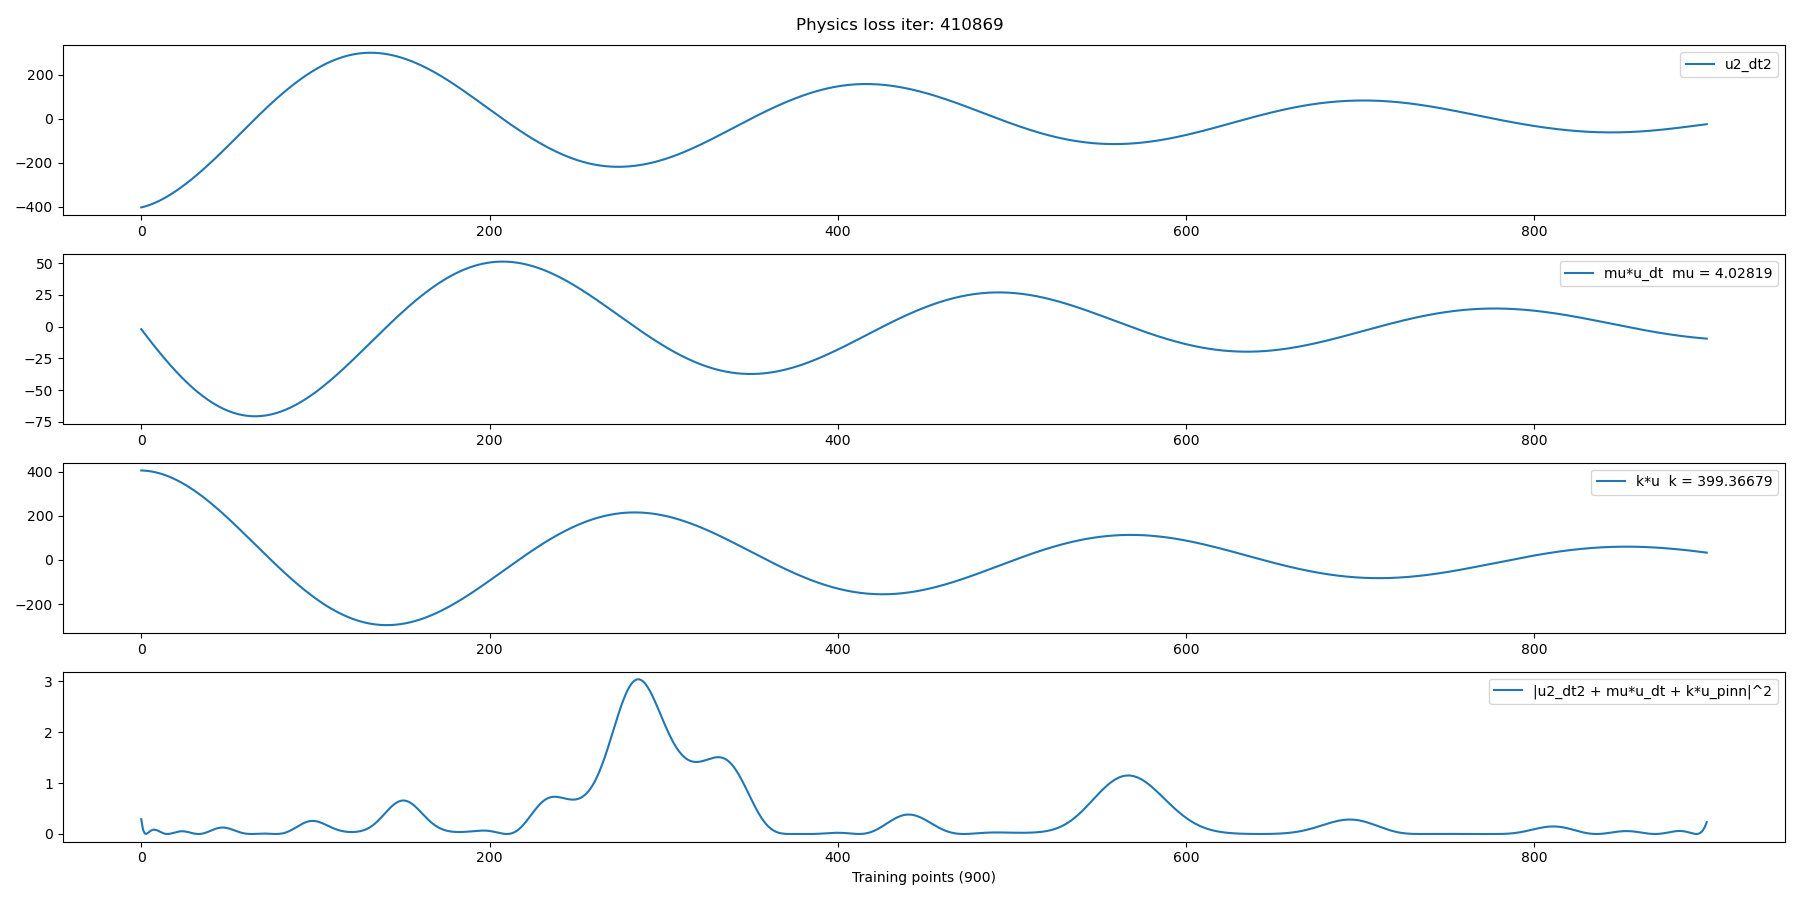 Physics loss iter: 410869
u2_dt2
200
0
−200
−400
0 200 400 600 800
mu*u_dt  mu = 4.02819
50
25
0
−25
−50
−75
0 200 400 600 800
k*u  k = 399.36679
400
200
0
−200
0 200 400 600 800
|u2_dt2 + mu*u_dt + k*u_pinn|^2
3
2
1
0
0 200 400 600 800
Training points (900)